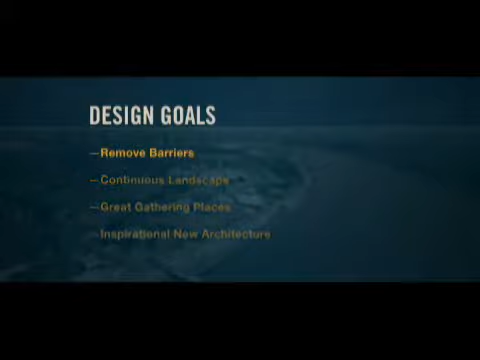 DESIGN GOALS
—Remove Barriers
—Continuous Landscape
—Great Gathering Places
—Inspirational New Architecture